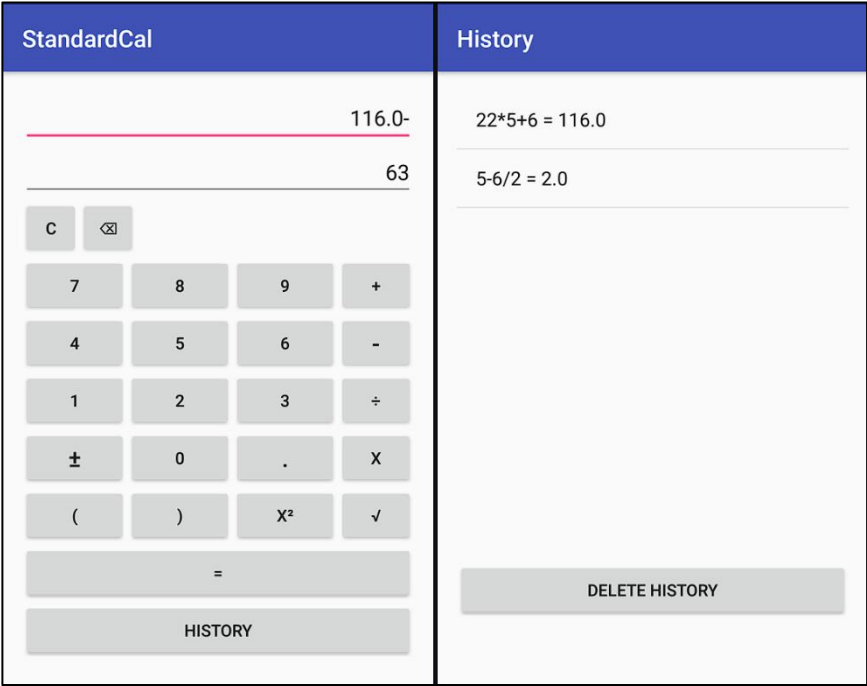 StandardCal
116.0-
63
C ⌫
7 8 9 +
4 5 6 -
1 2 3 ÷
± 0 . X
( ) X² √
=
HISTORY
History
22*5+6 = 116.0
5-6/2 = 2.0
DELETE HISTORY